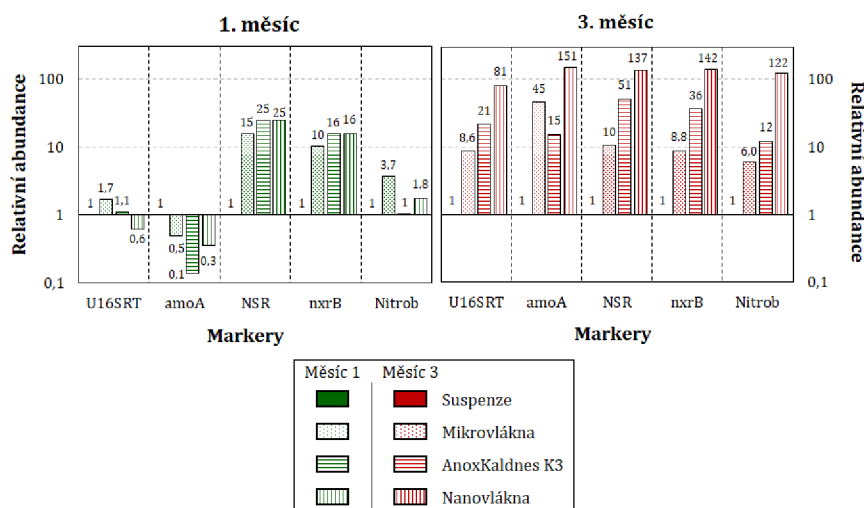 1. měsíc
3. měsíc
Relativní abundance
100
10
1
0,1
1 1,7 1,1 0,6
1 0,5 0,1 0,3
1 15 25 25
1 10 16 16
1 3,7 1 1,8
U16SRT amoA NSR nxrB Nitrob
Markery
1 8,6 21 81
1 45 15 151
1 10 51 137
1 8,8 36 142
1 6,0 12 122
U16SRT amoA NSR nxrB Nitrob
Markery
100
10
1
0,1
Relativní abundance
Měsíc 1 Měsíc 3
Suspenze
Mikrovlákna
AnoxKaldnes K3
Nanovlákna